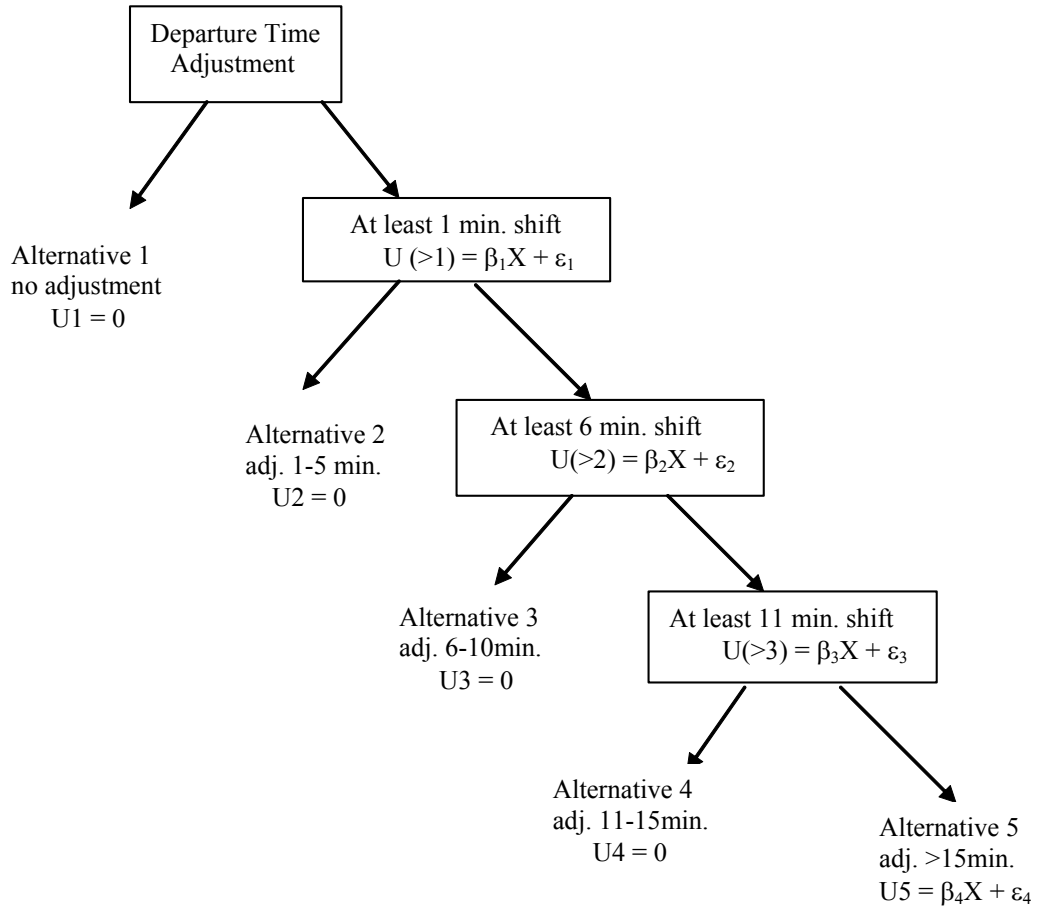 Departure Time
Adjustment
At least 1 min. shift
U (>1) = β₁X + ε₁
Alternative 1
no adjustment
U1 = 0
At least 6 min. shift
U(>2) = β₂X + ε₂
Alternative 2
adj. 1-5 min.
U2 = 0
At least 11 min. shift
U(>3) = β₃X + ε₃
Alternative 3
adj. 6-10min.
U3 = 0
Alternative 4
adj. 11-15min.
U4 = 0
Alternative 5
adj. >15min.
U5 = β₄X + ε₄